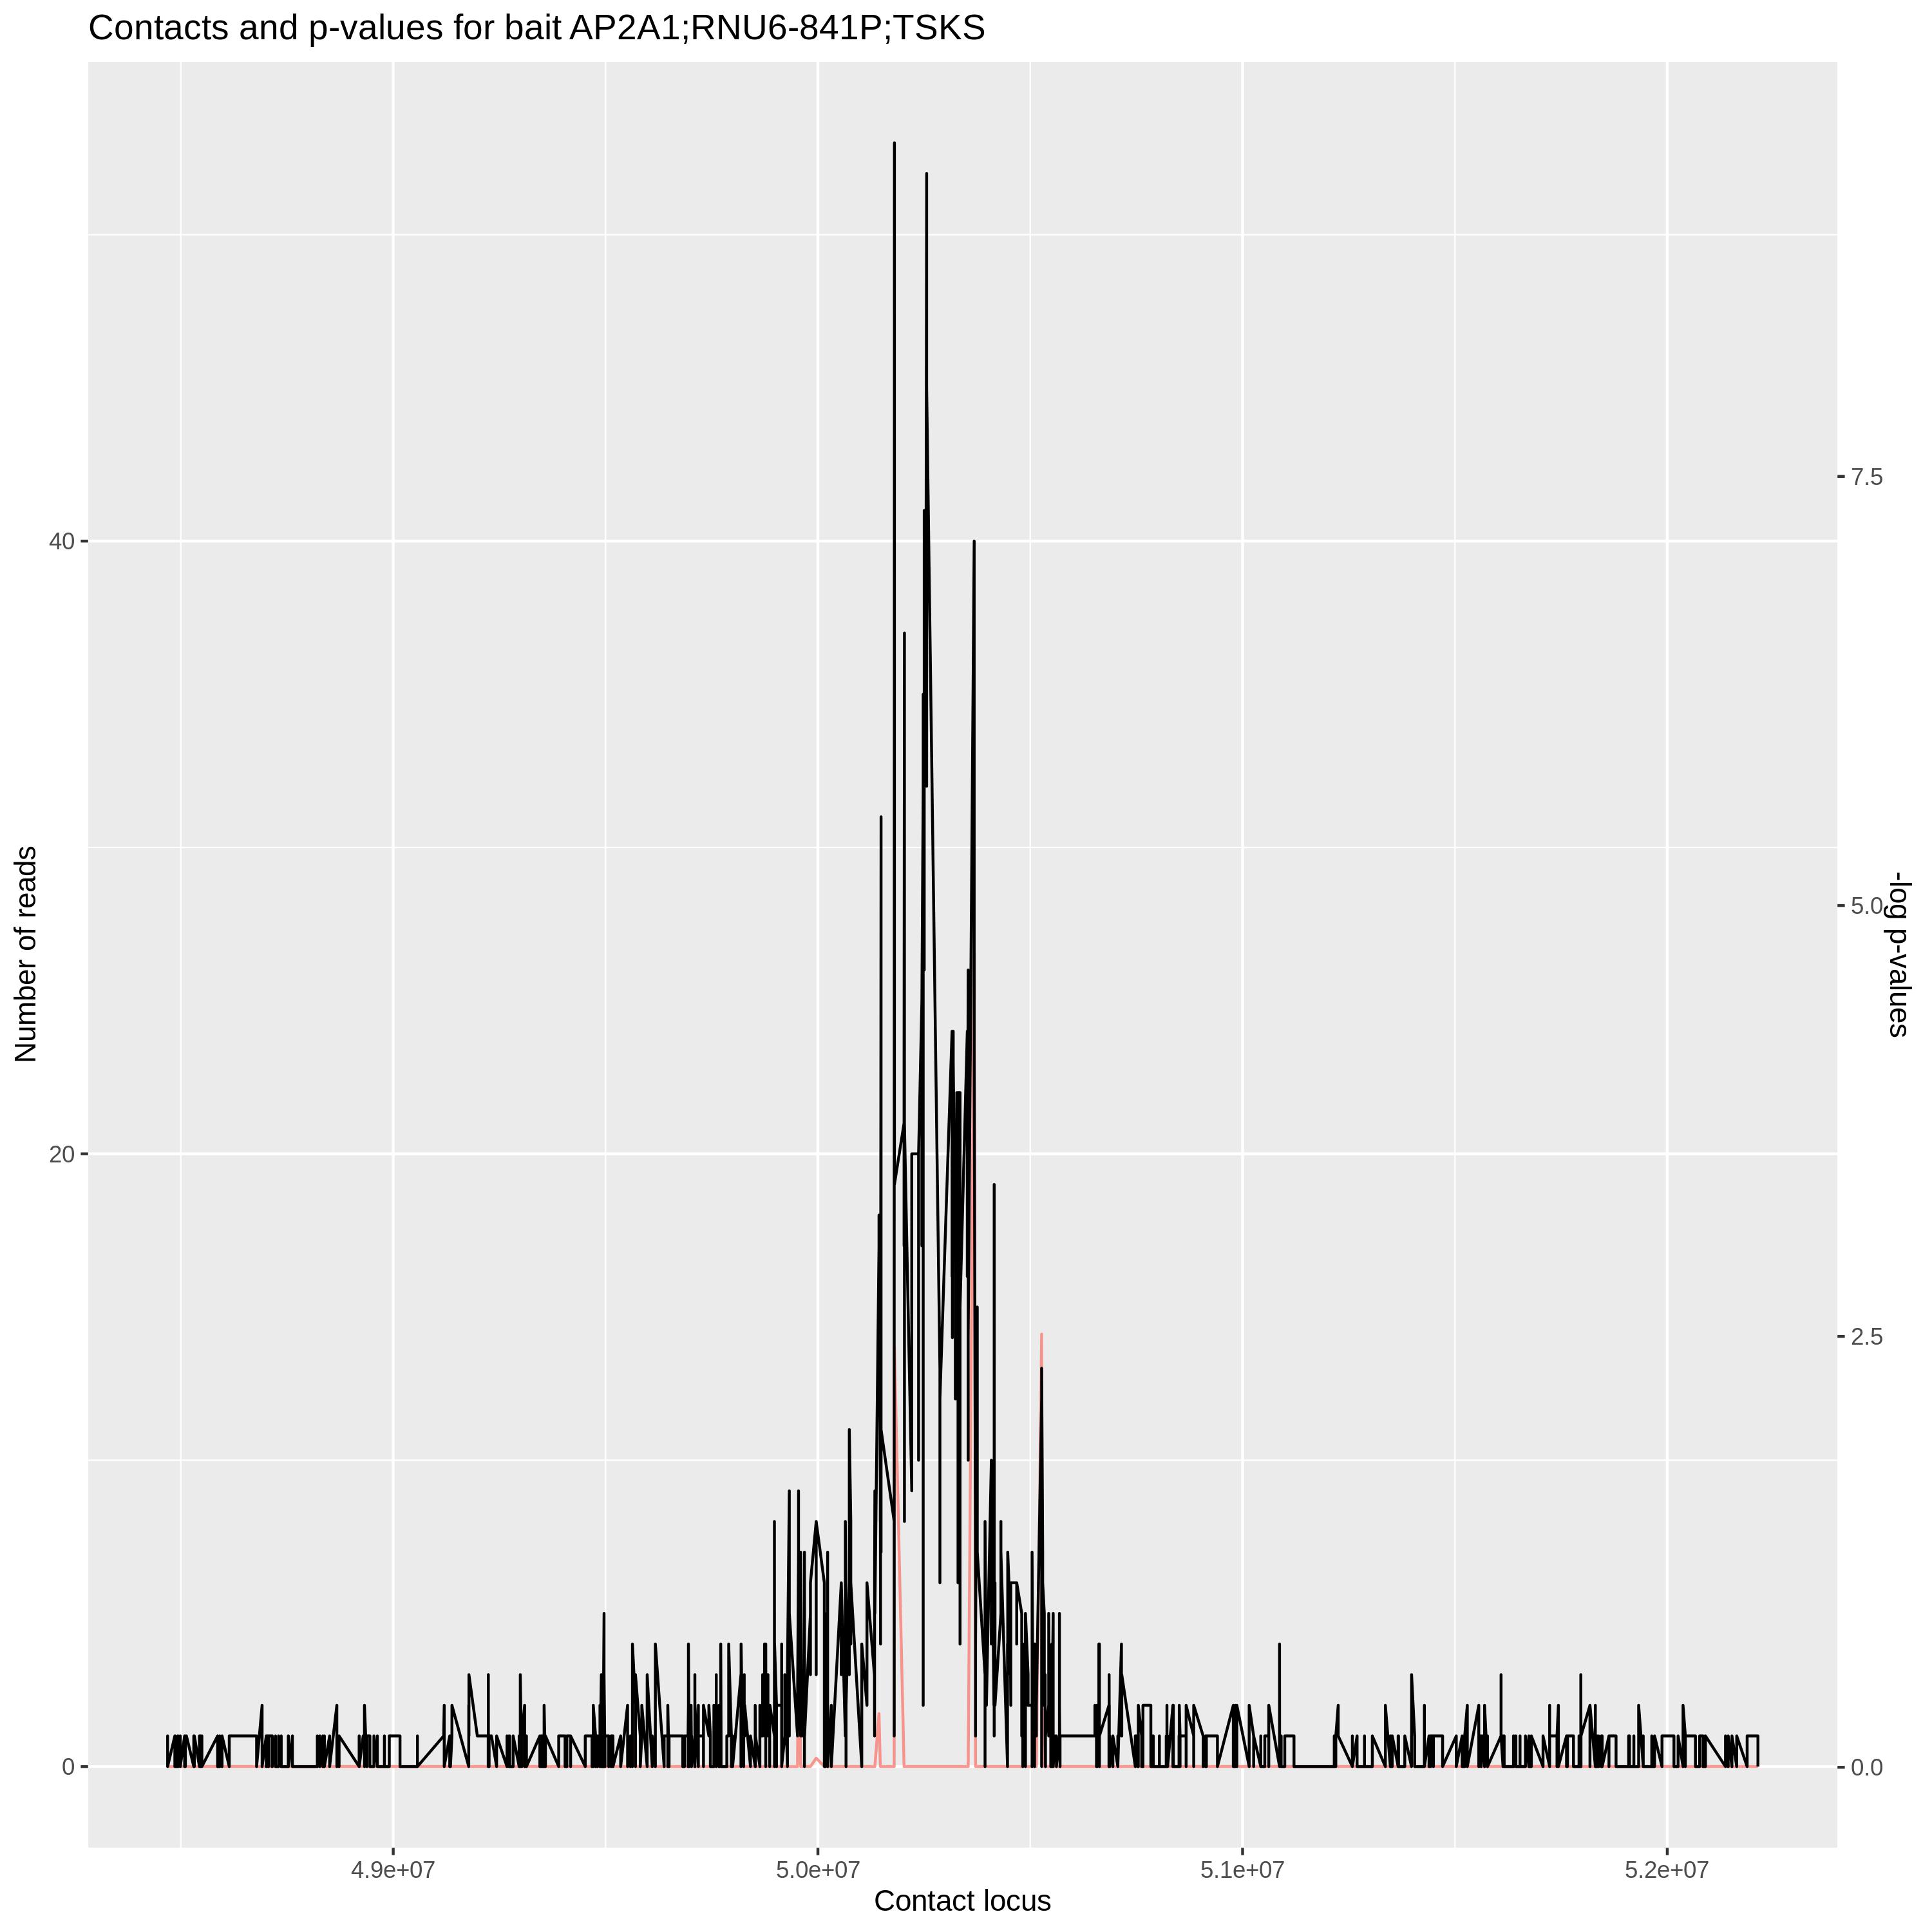 Contacts and p-values for bait AP2A1;RNU6-841P;TSKS
40
20
0
Number of reads
7.5
5.0
2.5
0.0
-log p-values
4.9e+07
5.0e+07
5.1e+07
5.2e+07
Contact locus